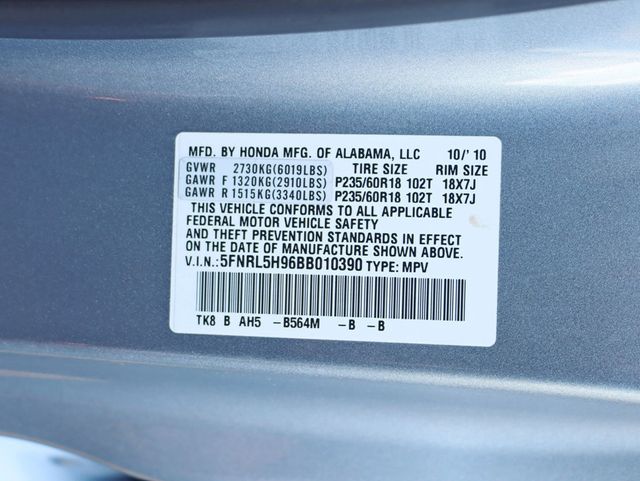 MFD. BY HONDA MFG. OF ALABAMA, LLC 10/'10
GVWR 2730KG(6019LBS) TIRE SIZE RIM SIZE
GAWR F 1320KG(2910LBS) P235/60R18 102T 18X7J
GAWR R 1515KG(3340LBS) P235/60R18 102T 18X7J
THIS VEHICLE CONFORMS TO ALL APPLICABLE
FEDERAL MOTOR VEHICLE SAFETY
AND THEFT PREVENTION STANDARDS IN EFFECT
ON THE DATE OF MANUFACTURE SHOWN ABOVE.
V.I.N.: 5FNRL5H96BB010390 TYPE: MPV
TK8 B AH5 -B564M -B -B